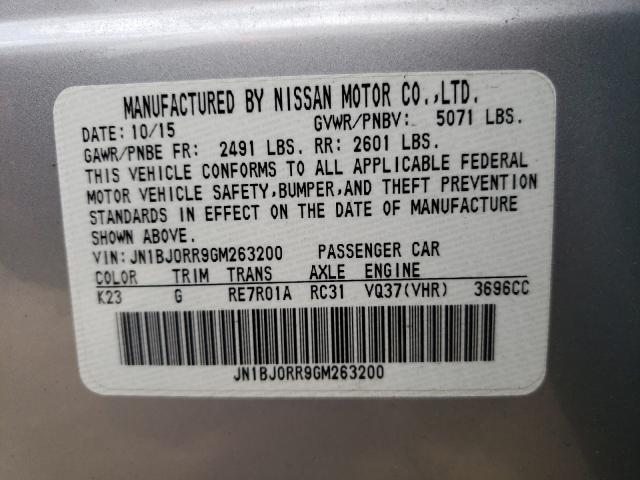 MANUFACTURED BY NISSAN MOTOR CO.,LTD.
DATE: 10/15 GVWR/PNBV: 5071 LBS.
GAWR/PNBE FR: 2491 LBS. RR: 2601 LBS.
THIS VEHICLE CONFORMS TO ALL APPLICABLE FEDERAL
MOTOR VEHICLE SAFETY,BUMPER,AND THEFT PREVENTION
STANDARDS IN EFFECT ON THE DATE OF MANUFACTURE
SHOWN ABOVE.
VIN: JN1BJ0RR9GM263200 PASSENGER CAR
COLOR TRIM TRANS AXLE ENGINE
K23 G RE7R01A RC31 VQ37(VHR) 3696CC
JN1BJ0RR9GM263200